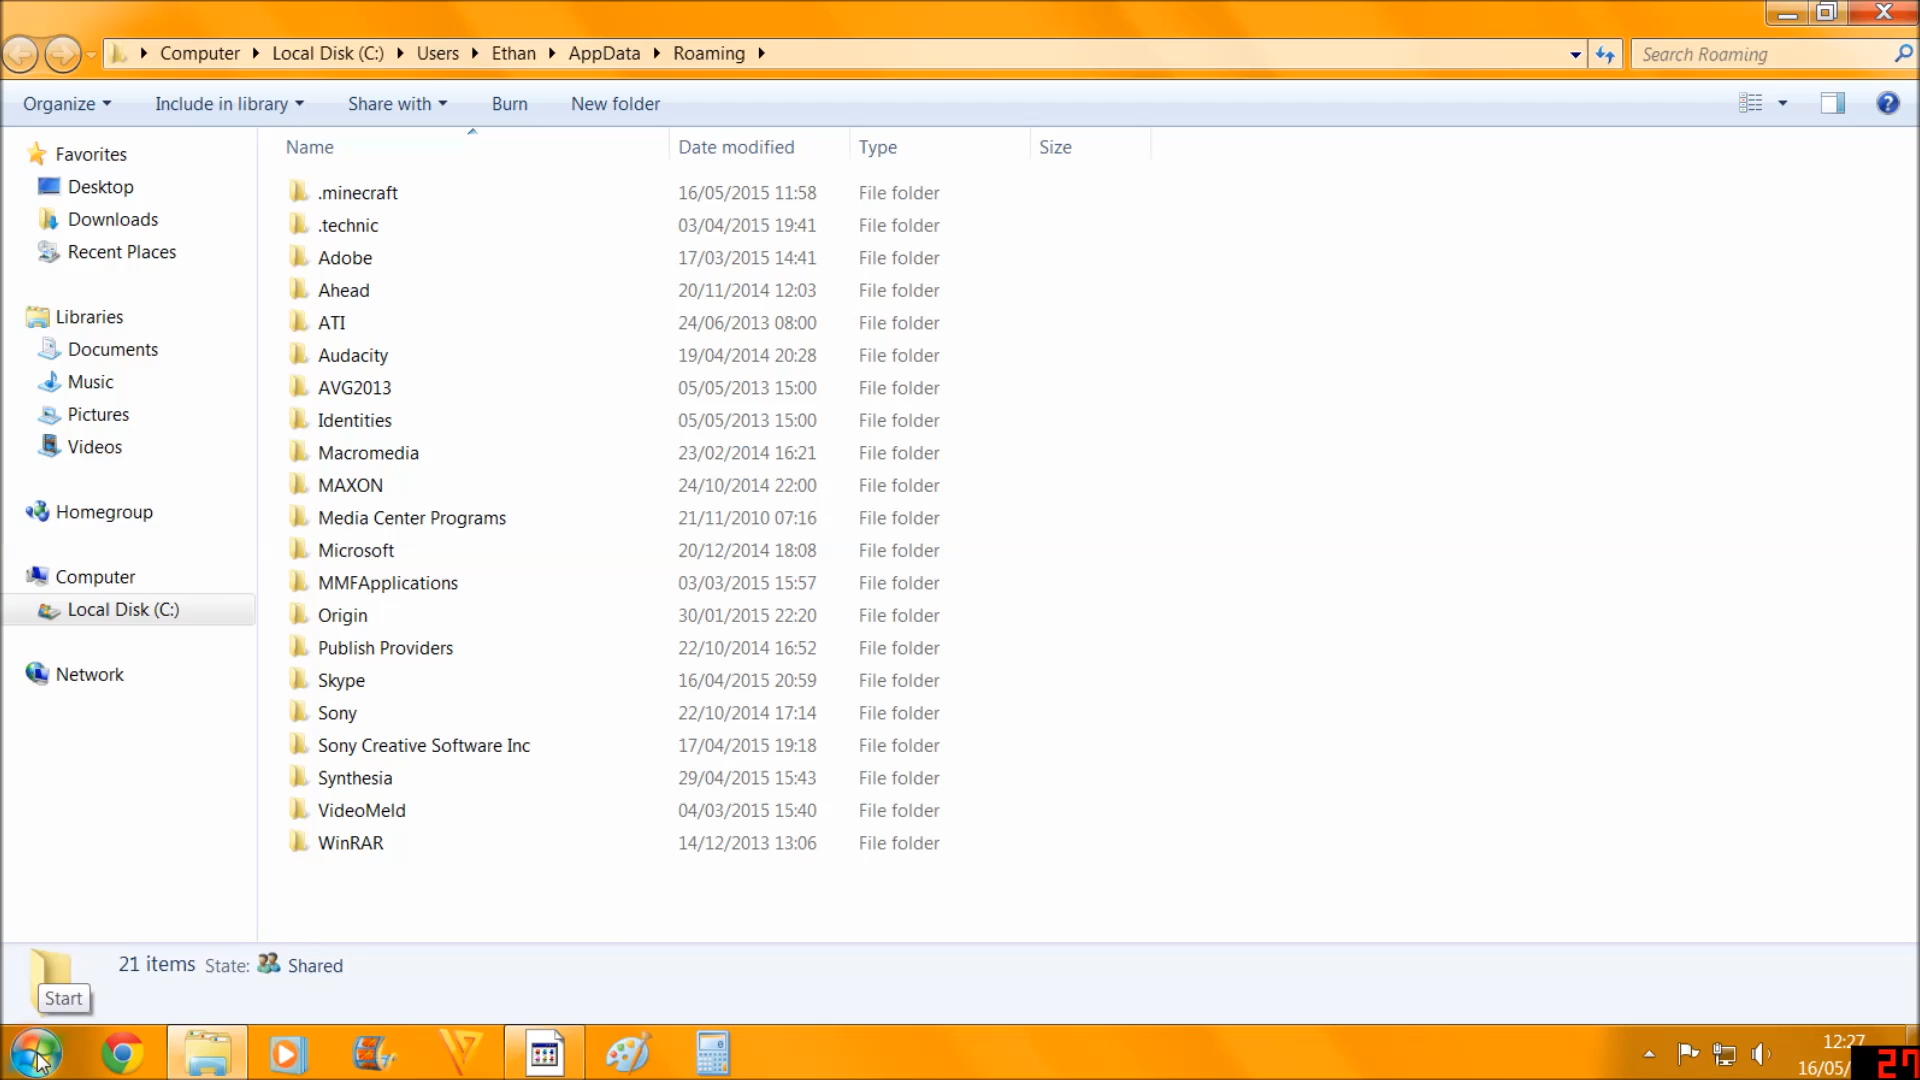 Computer Local Disk (C:) Users Ethan AppData Roaming
Search Roaming
Organize Include in library Share with Burn New folder
Name Date modified Type Size
Favorites
Desktop
Downloads
Recent Places
Libraries
Documents
Music
Pictures
Videos
Homegroup
Computer
Local Disk (C:)
Network
.minecraft 16/05/2015 11:58 File folder
.technic 03/04/2015 19:41 File folder
Adobe 17/03/2015 14:41 File folder
Ahead 20/11/2014 12:03 File folder
ATI 24/06/2013 08:00 File folder
Audacity 19/04/2014 20:28 File folder
AVG2013 05/05/2013 15:00 File folder
Identities 05/05/2013 15:00 File folder
Macromedia 23/02/2014 16:21 File folder
MAXON 24/10/2014 22:00 File folder
Media Center Programs 21/11/2010 07:16 File folder
Microsoft 20/12/2014 18:08 File folder
MMFApplications 03/03/2015 15:57 File folder
Origin 30/01/2015 22:20 File folder
Publish Providers 22/10/2014 16:52 File folder
Skype 16/04/2015 20:59 File folder
Sony 22/10/2014 17:14 File folder
Sony Creative Software Inc 17/04/2015 19:18 File folder
Synthesia 29/04/2015 15:43 File folder
VideoMeld 04/03/2015 15:40 File folder
WinRAR 14/12/2013 13:06 File folder
21 items State: Shared
Start
12:27
16/05/
27